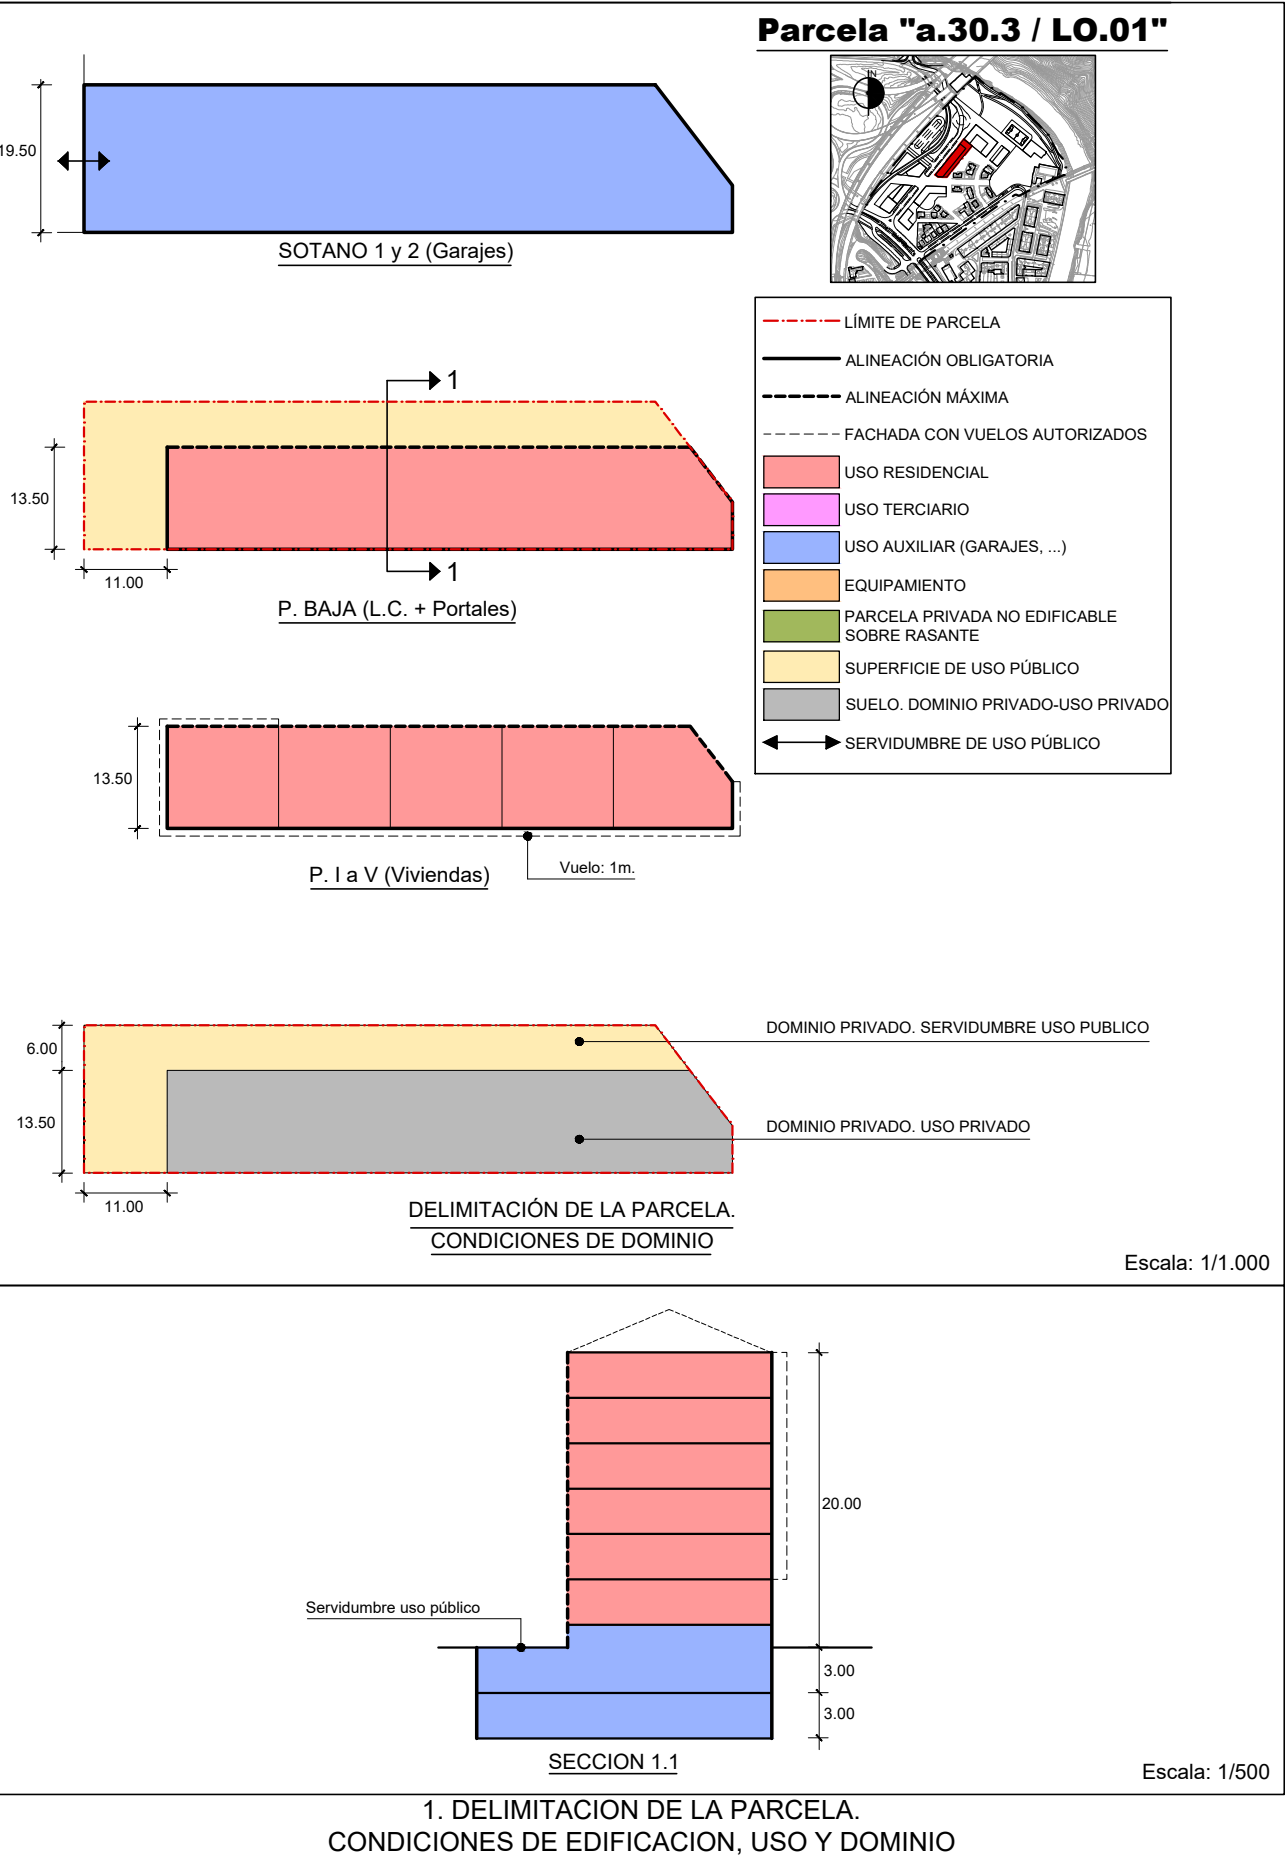 Parcela "a.30.3 / LO.01"
N
19.50
SOTANO 1 y 2 (Garajes)
LÍMITE DE PARCELA
ALINEACIÓN OBLIGATORIA
ALINEACIÓN MÁXIMA
FACHADA CON VUELOS AUTORIZADOS
USO RESIDENCIAL
USO TERCIARIO
USO AUXILIAR (GARAJES, ...)
EQUIPAMIENTO
PARCELA PRIVADA NO EDIFICABLE
SOBRE RASANTE
SUPERFICIE DE USO PÚBLICO
SUELO. DOMINIO PRIVADO-USO PRIVADO
SERVIDUMBRE DE USO PÚBLICO
1
13.50
11.00
1
P. BAJA (L.C. + Portales)
13.50
Vuelo: 1m.
P. I a V (Viviendas)
6.00
13.50
11.00
DOMINIO PRIVADO. SERVIDUMBRE USO PUBLICO
DOMINIO PRIVADO. USO PRIVADO
DELIMITACIÓN DE LA PARCELA.
CONDICIONES DE DOMINIO
Escala: 1/1.000
20.00
Servidumbre uso público
3.00
3.00
SECCION 1.1
Escala: 1/500
1. DELIMITACION DE LA PARCELA.
CONDICIONES DE EDIFICACION, USO Y DOMINIO